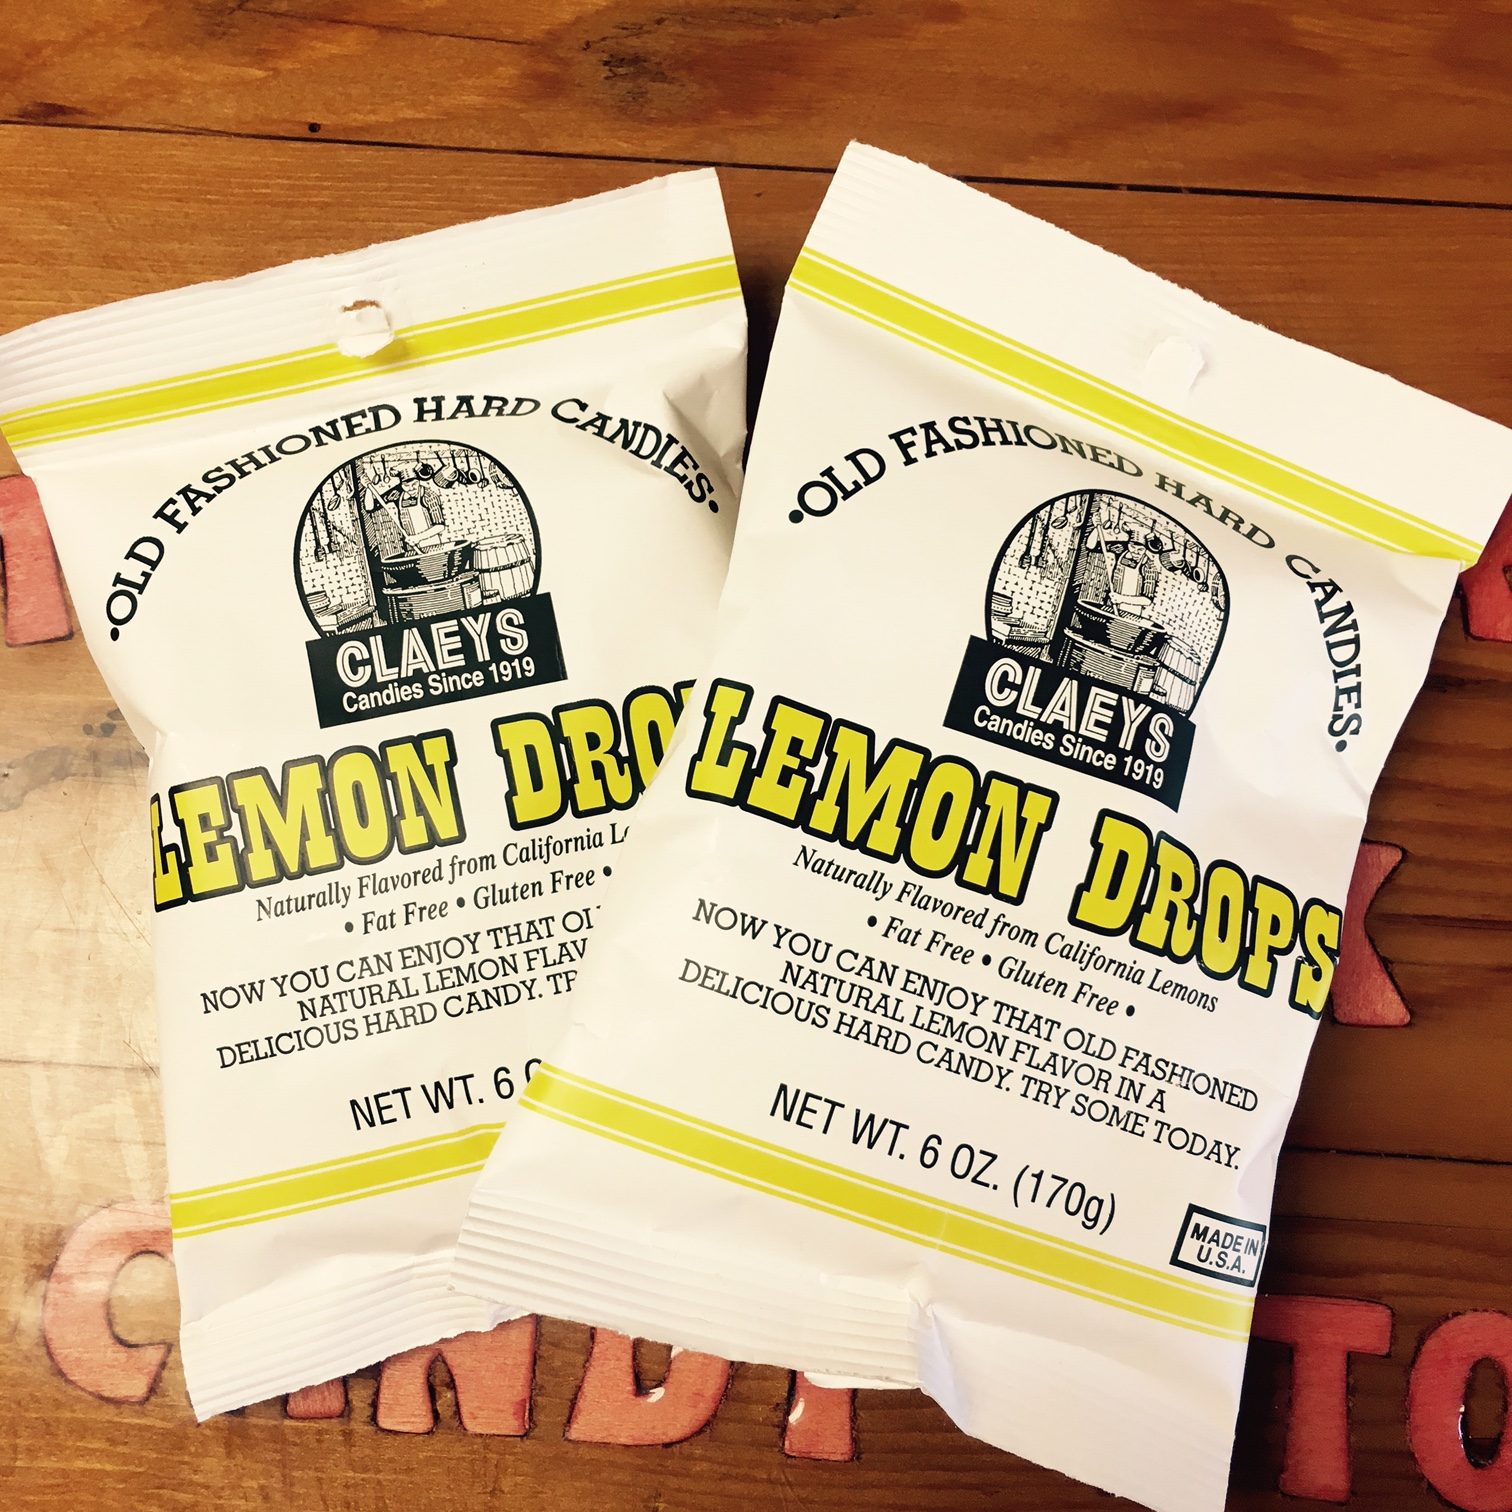 •OLD FASHIONED HARD CANDIES•
CLAEYS
Candies Since 1919
LEMON DRO
Naturally Flavored from California
• Fat Free • Gluten Free •
NOW YOU CAN ENJOY THAT
NATURAL LEMON FLAV
DELICIOUS HARD CANDY.
NET WT. 6
•OLD FASHIONED HARD CANDIES•
CLAEYS
Candies Since 1919
LEMON DROPS
Naturally Flavored from California Lemons
• Fat Free • Gluten Free •
NOW YOU CAN ENJOY THAT OLD FASHIONED
NATURAL LEMON FLAVOR IN A
DELICIOUS HARD CANDY. TRY SOME TODAY.
NET WT. 6 OZ. (170g)
MADE IN
U.S.A.
CANDY TO